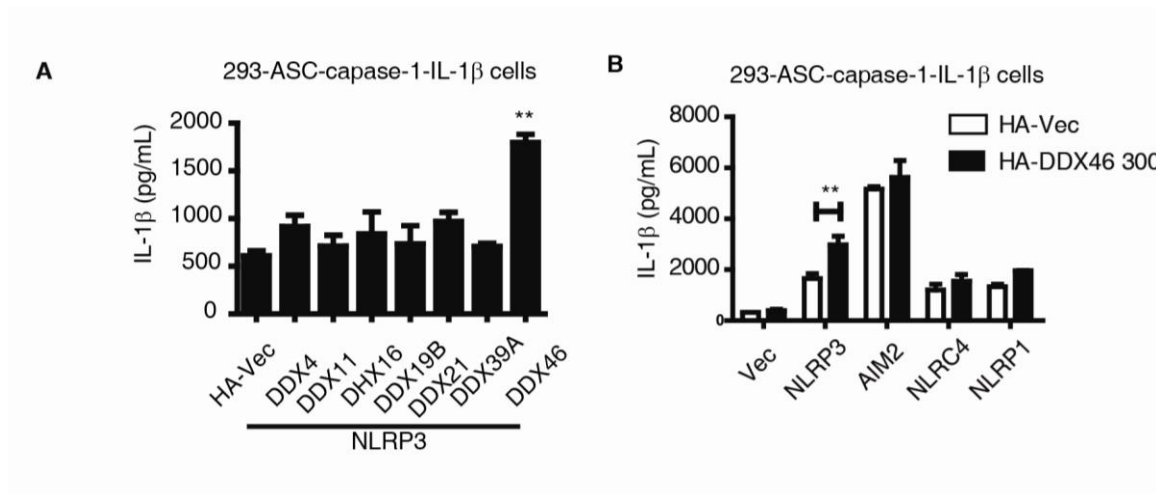 A
293-ASC-capase-1-IL-1β cells
**
2000
1500
1000
500
0
IL-1β (pg/mL)
HA-Vec
DDX4
DDX11
DHX16
DDX19B
DDX21
DDX39A
DDX46
NLRP3
B
293-ASC-capase-1-IL-1β cells
8000
6000
4000
2000
0
IL-1β (pg/mL)
HA-Vec
HA-DDX46 300
**
Vec
NLRP3
AIM2
NLRC4
NLRP1